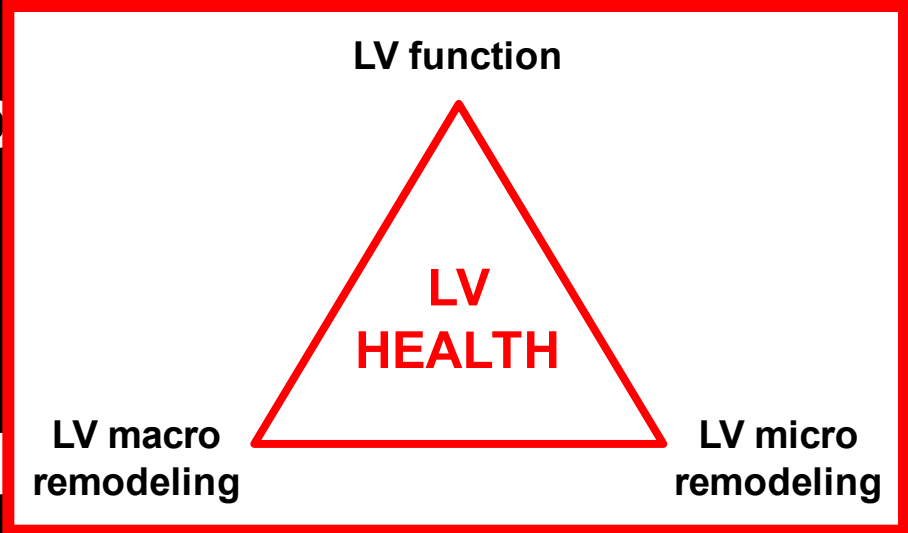 LV function
LV
HEALTH
LV macro
remodeling
LV micro
remodeling